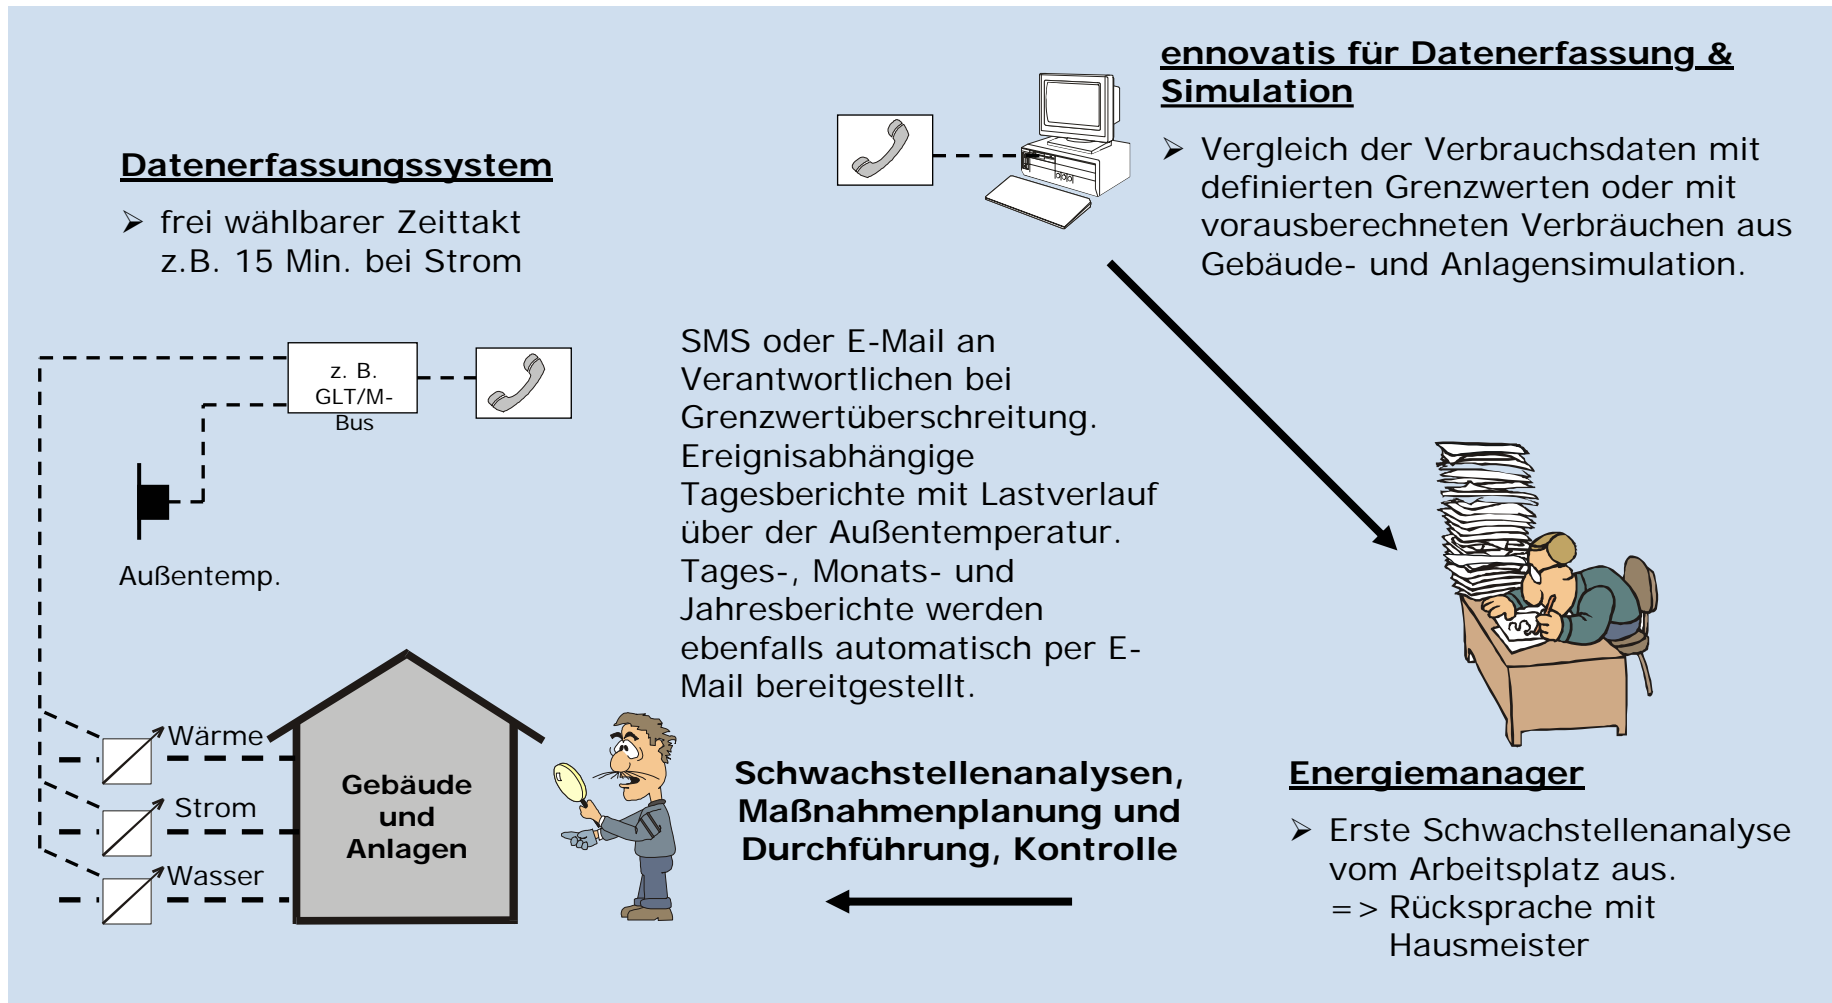 ennovatis für Datenerfassung &
Simulation
➢ Vergleich der Verbrauchsdaten mit
definierten Grenzwerten oder mit
vorausberechneten Verbräuchen aus
Gebäude- und Anlagensimulation.
Datenerfassungssystem
➢ frei wählbarer Zeittakt
z.B. 15 Min. bei Strom
z. B.
GLT/M-
Bus
Außentemp.
SMS oder E-Mail an
Verantwortlichen bei
Grenzwertüberschreitung.
Ereignisabhängige
Tagesberichte mit Lastverlauf
über der Außentemperatur.
Tages-, Monats- und
Jahresberichte werden
ebenfalls automatisch per E-
Mail bereitgestellt.
Wärme
Strom
Wasser
Gebäude
und
Anlagen
Schwachstellenanalysen,
Maßnahmenplanung und
Durchführung, Kontrolle
Energiemanager
➢ Erste Schwachstellenanalyse
vom Arbeitsplatz aus.
=> Rücksprache mit
Hausmeister